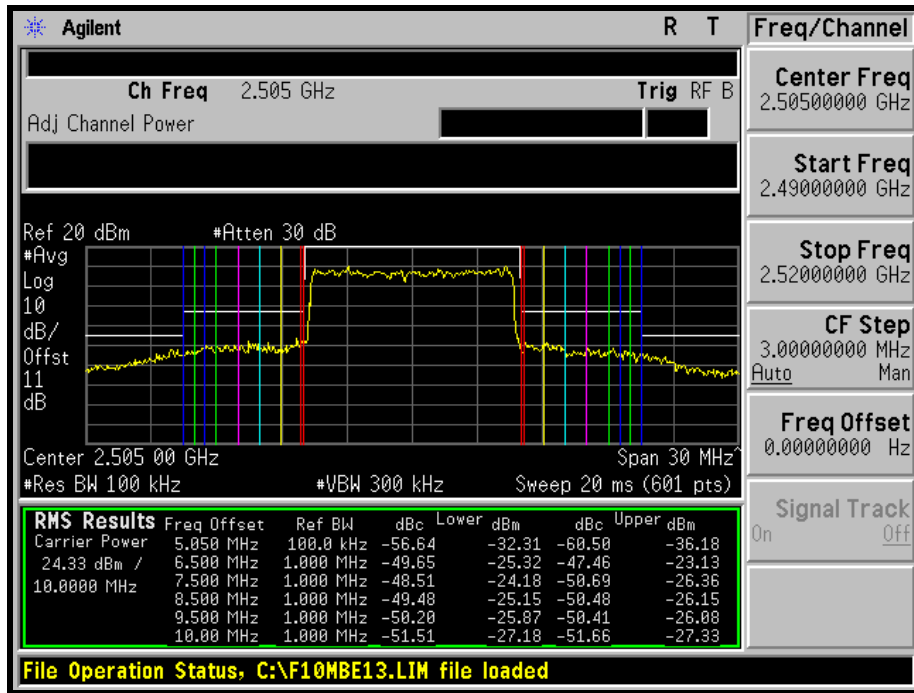 Agilent R T
Ch Freq 2.505 GHz Trig RF B
Adj Channel Power
Ref 20 dBm #Atten 30 dB
#Avg
Log
10
dB/
Offst
11
dB
Center 2.505 00 GHz Span 30 MHz^
#Res BW 100 kHz #VBW 300 kHz Sweep 20 ms (601 pts)
RMS Results Freq Offset Ref BW dBc Lower dBm dBc Upper dBm
Carrier Power 5.050 MHz 100.0 kHz -56.64 -32.31 -60.50 -36.18
24.33 dBm / 6.500 MHz 1.000 MHz -49.65 -25.32 -47.46 -23.13
10.0000 MHz 7.500 MHz 1.000 MHz -48.51 -24.18 -50.69 -26.36
8.500 MHz 1.000 MHz -49.48 -25.15 -50.48 -26.15
9.500 MHz 1.000 MHz -50.20 -25.87 -50.41 -26.08
10.00 MHz 1.000 MHz -51.51 -27.18 -51.66 -27.33
File Operation Status, C:\F10MBE13.LIM file loaded
Freq/Channel
Center Freq
2.50500000 GHz
Start Freq
2.49000000 GHz
Stop Freq
2.52000000 GHz
CF Step
3.00000000 MHz
Auto Man
Freq Offset
0.00000000 Hz
Signal Track
On Off